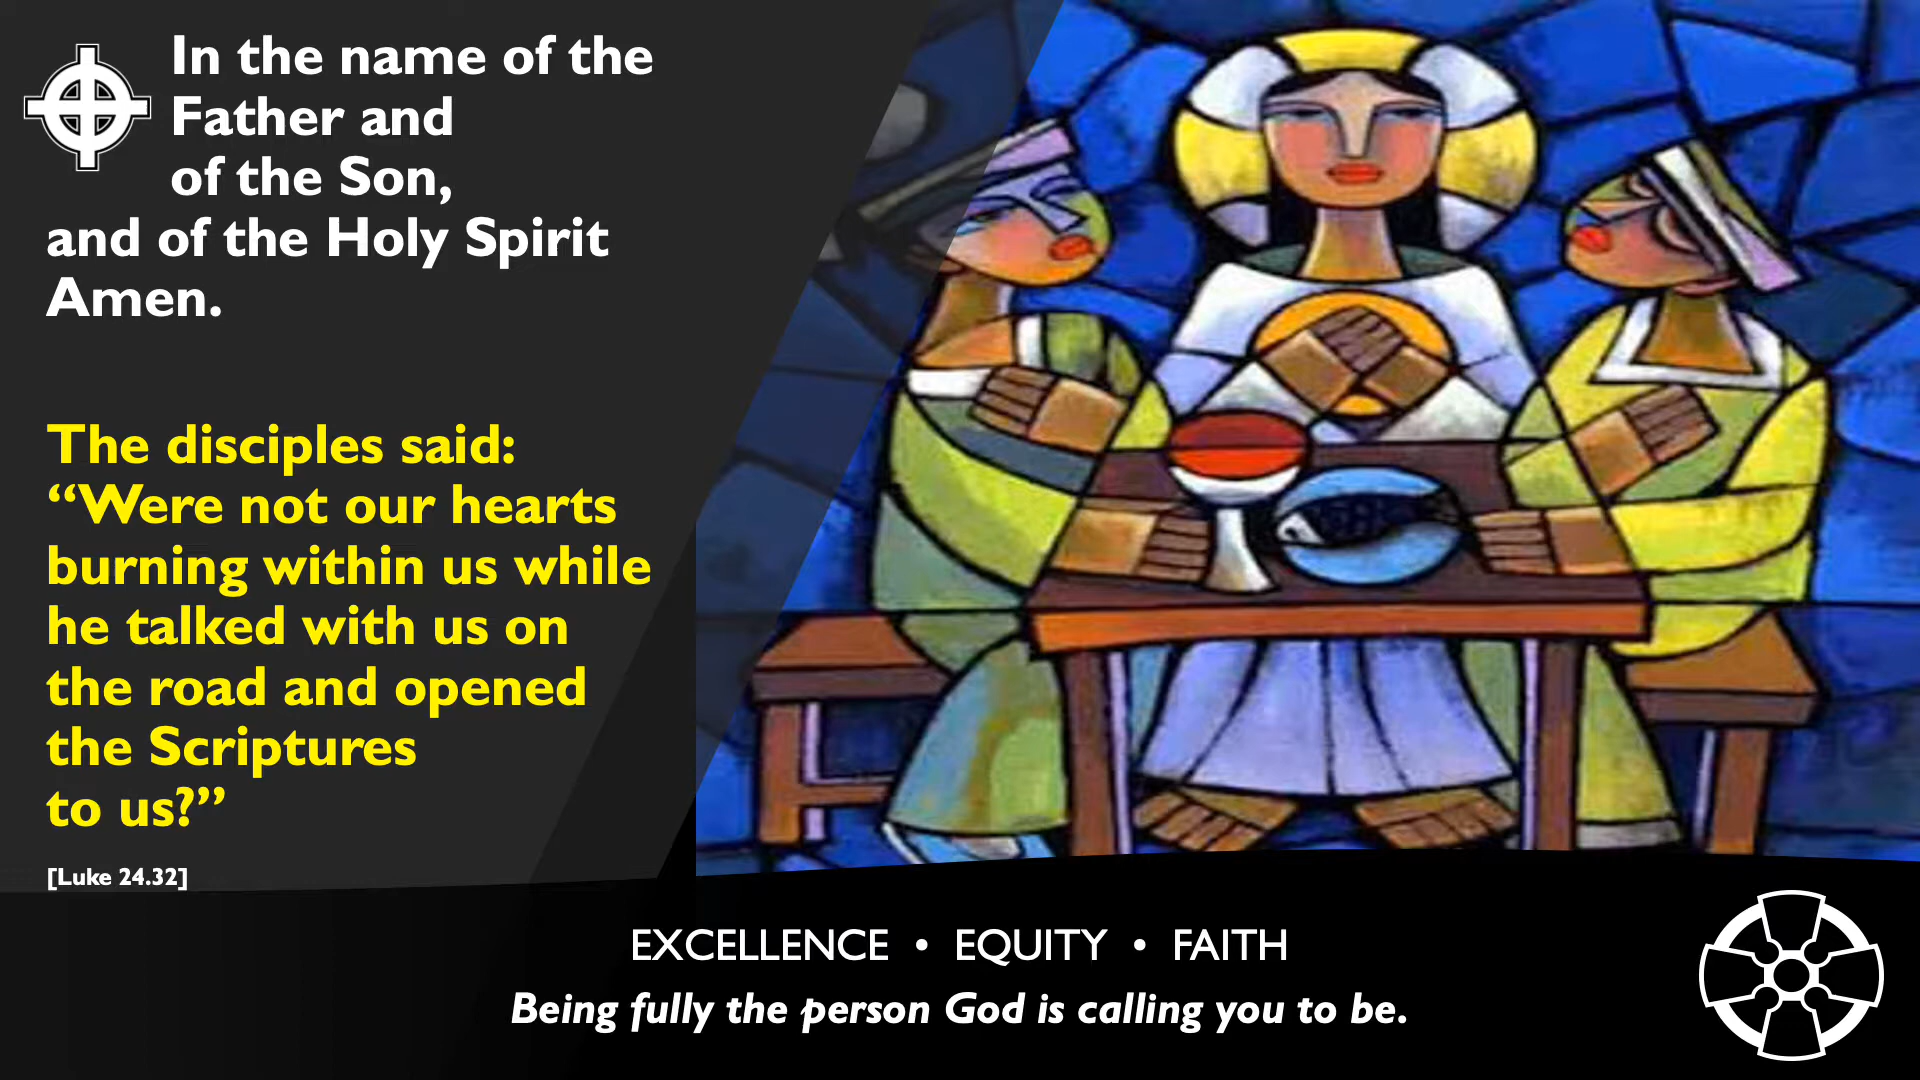 In the name of the
Father and
of the Son,
and of the Holy Spirit
Amen.
The disciples said:
“Were not our hearts
burning within us while
he talked with us on
the road and opened
the Scriptures
to us?”
[Luke 24.32]
EXCELLENCE • EQUITY • FAITH
Being fully the person God is calling you to be.